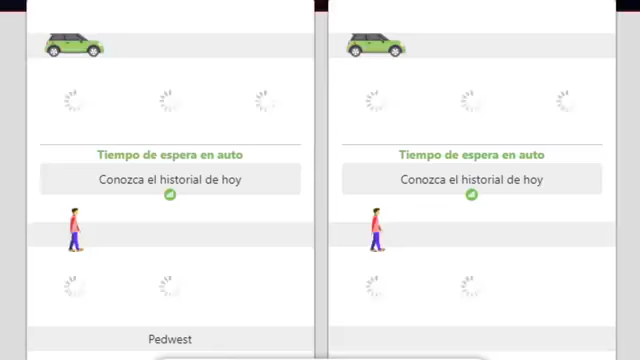 Tiempo de espera en auto
Conozca el historial de hoy
Pedwest
Tiempo de espera en auto
Conozca el historial de hoy